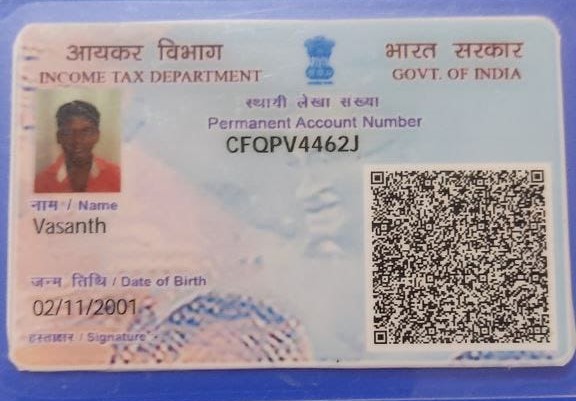 आयकर विभाग
INCOME TAX DEPARTMENT
भारत सरकार
GOVT. OF INDIA
स्थायी लेखा संख्या
Permanent Account Number
CFQPV4462J
नाम / Name
Vasanth
जन्म तिथि / Date of Birth
02/11/2001
हस्ताक्षर / Signature